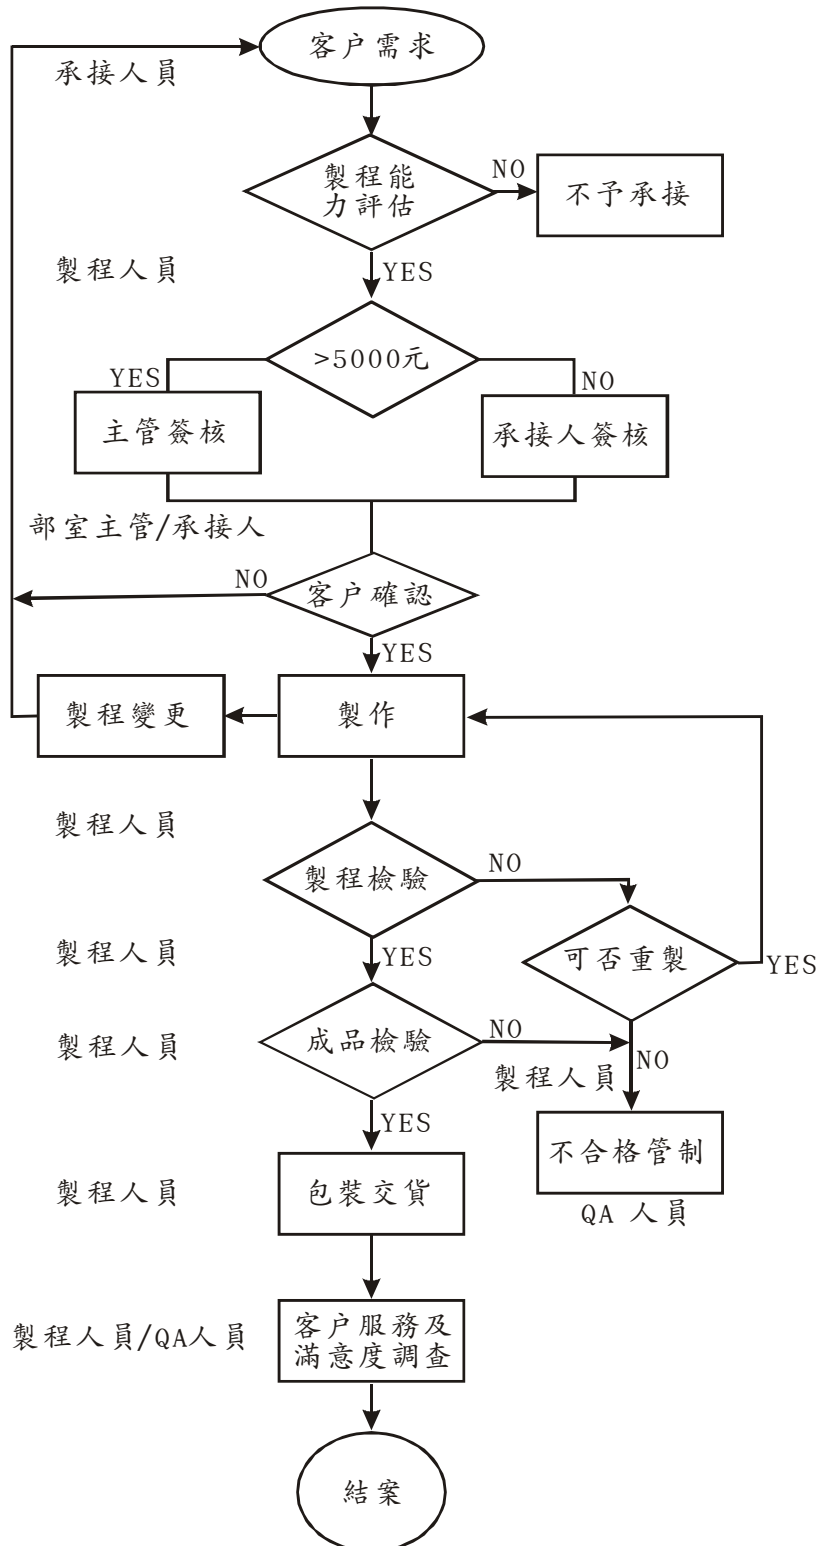 客户需求
承接人員
製程能
力評估
NO
不予承接
製程人員
YES
>5000元
YES
NO
主管簽核
承接人簽核
部室主管/承接人
NO
客户確認
YES
製程變更
製作
製程人員
製程檢驗
NO
製程人員
YES
可否重製
YES
製程人員
成品檢驗
NO
NO
製程人員
YES
不合格管制
製程人員
包裝交貨
QA 人員
製程人員/QA人員
客户服務及
滿意度調查
結案